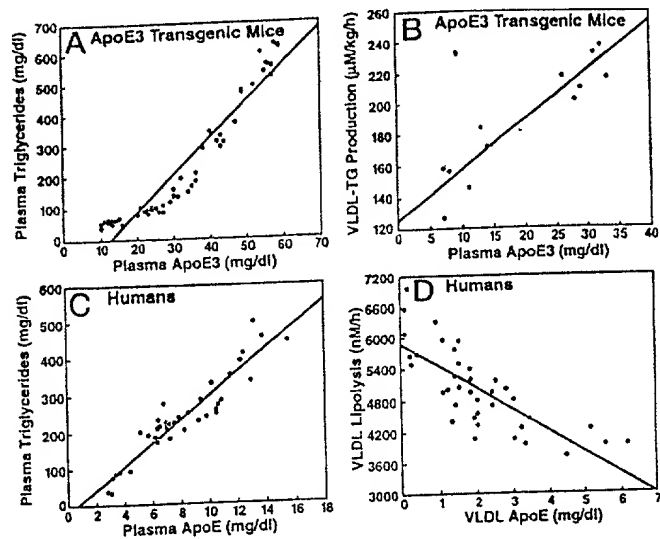 A ApoE3 Transgenic Mice
Plasma Triglycerides (mg/dl)
700
600
500
400
300
200
100
0
0 10 20 30 40 50 60 70
Plasma ApoE3 (mg/dl)
B ApoE3 Transgenic Mice
VLDL-TG Production (µM/kg/h)
260
240
220
200
180
160
140
120
0 5 10 15 20 25 30 35 40
Plasma ApoE3 (mg/dl)
C Humans
Plasma Triglycerides (mg/dl)
600
500
400
300
200
100
0
0 2 4 6 8 10 12 14 16 18
Plasma ApoE (mg/dl)
D Humans
VLDL Lipolysis (nM/h)
7200
6600
6000
5400
4800
4200
3600
3000
0 1 2 3 4 5 6 7
VLDL ApoE (mg/dl)